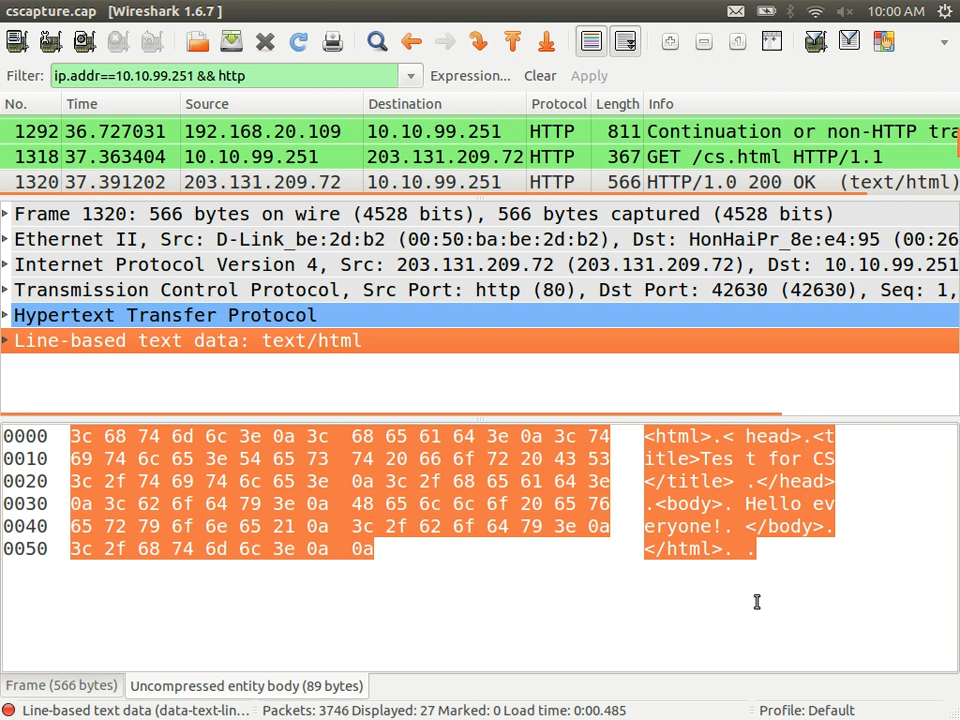 cscapture.cap [Wireshark 1.6.7 ]
10:00 AM
Filter: ip.addr==10.10.99.251 && http Expression... Clear Apply
No. Time Source Destination Protocol Length Info
1292 36.727031 192.168.20.109 10.10.99.251 HTTP 811 Continuation or non-HTTP tra
1318 37.363404 10.10.99.251 203.131.209.72 HTTP 367 GET /cs.html HTTP/1.1
1320 37.391202 203.131.209.72 10.10.99.251 HTTP 566 HTTP/1.0 200 OK (text/html)
Frame 1320: 566 bytes on wire (4528 bits), 566 bytes captured (4528 bits)
Ethernet II, Src: D-Link_be:2d:b2 (00:50:ba:be:2d:b2), Dst: HonHaiPr_8e:e4:95 (00:26
Internet Protocol Version 4, Src: 203.131.209.72 (203.131.209.72), Dst: 10.10.99.251
Transmission Control Protocol, Src Port: http (80), Dst Port: 42630 (42630), Seq: 1,
Hypertext Transfer Protocol
Line-based text data: text/html
0000 3c 68 74 6d 6c 3e 0a 3c 68 65 61 64 3e 0a 3c 74 <html>.< head>.<t
0010 69 74 6c 65 3e 54 65 73 74 20 66 6f 72 20 43 53 itle>Tes t for CS
0020 3c 2f 74 69 74 6c 65 3e 0a 3c 2f 68 65 61 64 3e </title> .</head>
0030 0a 3c 62 6f 64 79 3e 0a 48 65 6c 6c 6f 20 65 76 .<body>. Hello ev
0040 65 72 79 6f 6e 65 21 0a 3c 2f 62 6f 64 79 3e 0a eryone!. </body>.
0050 3c 2f 68 74 6d 6c 3e 0a 0a </html>. .
Frame (566 bytes) Uncompressed entity body (89 bytes)
Line-based text data (data-text-lin... Packets: 3746 Displayed: 27 Marked: 0 Load time: 0:00.485 Profile: Default